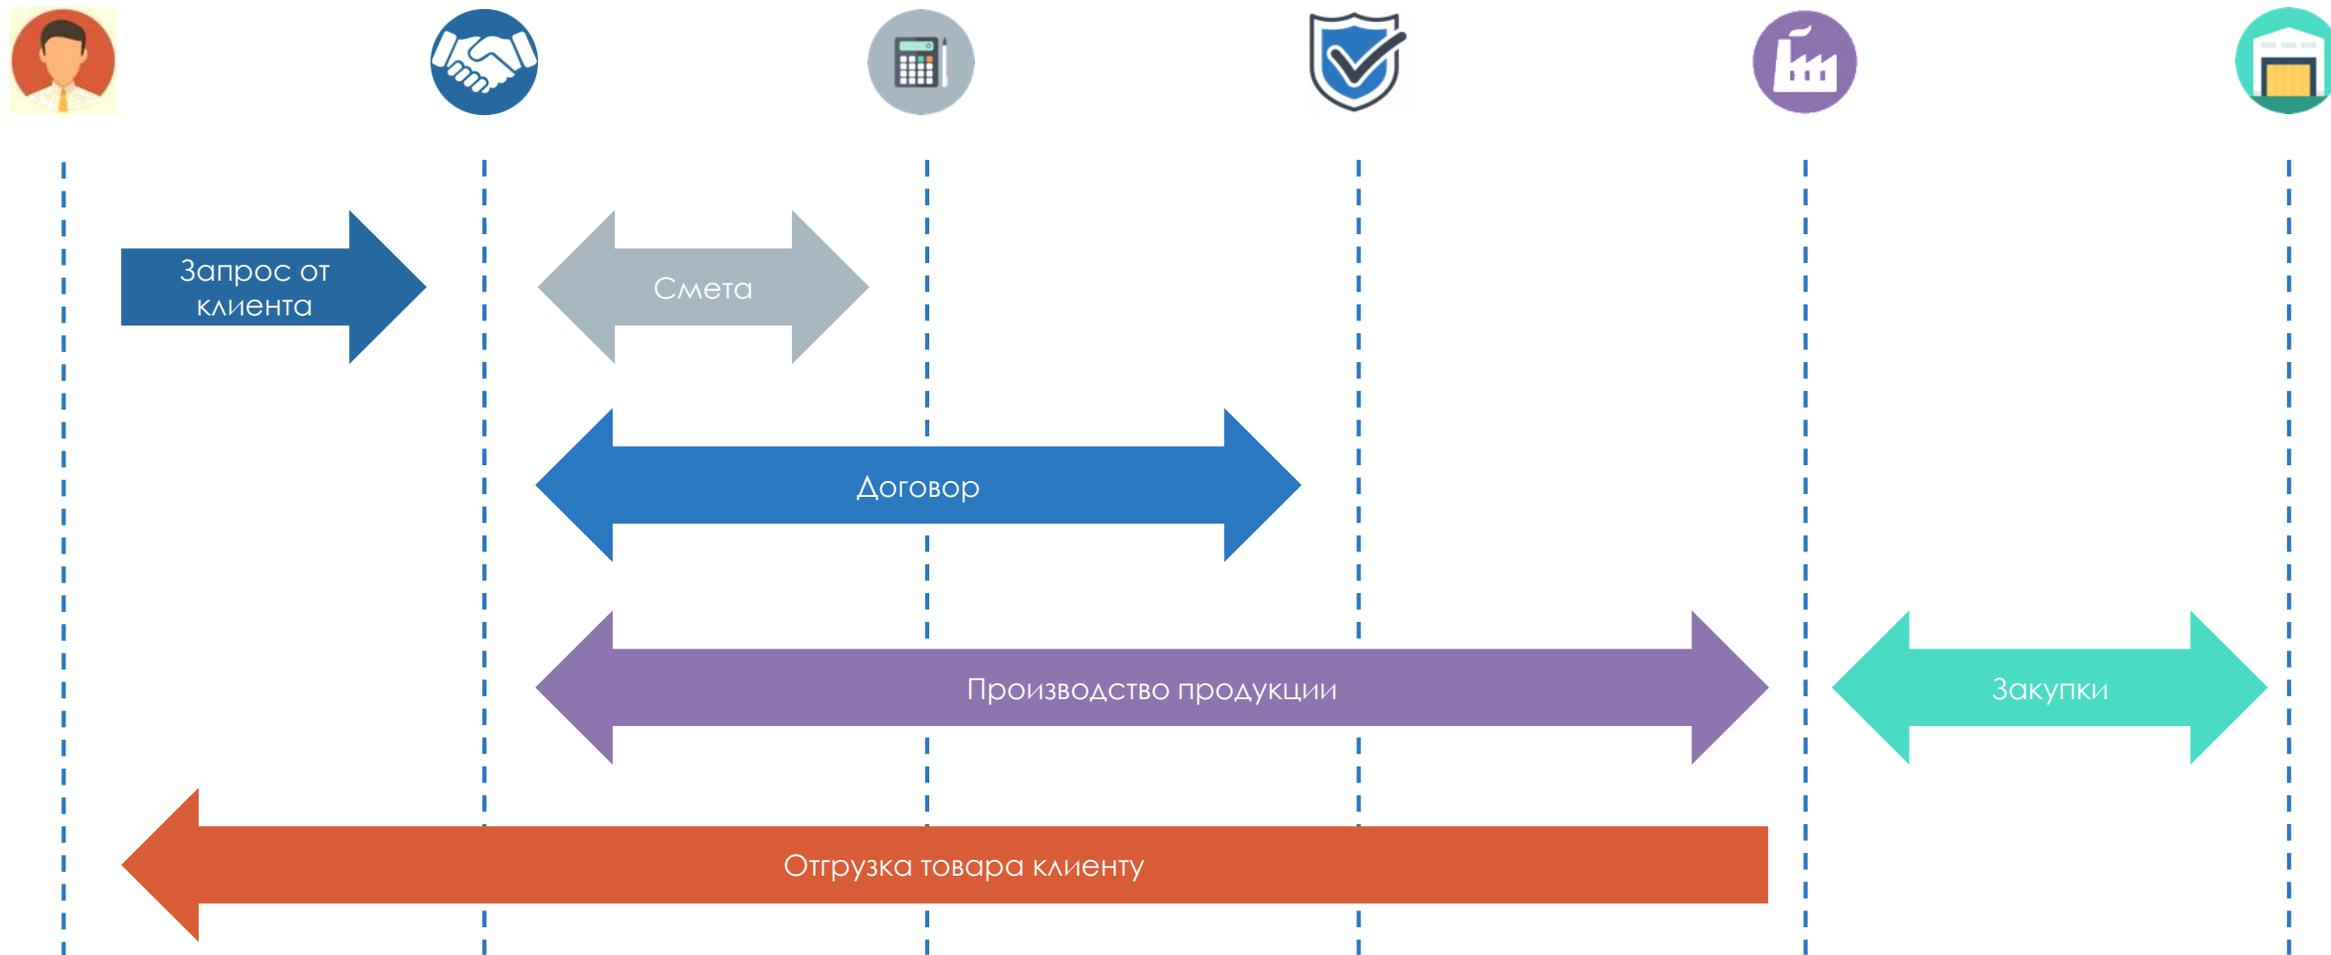 Запрос от
клиента
Смета
Договор
Производство продукции
Закупки
Отгрузка товара клиенту